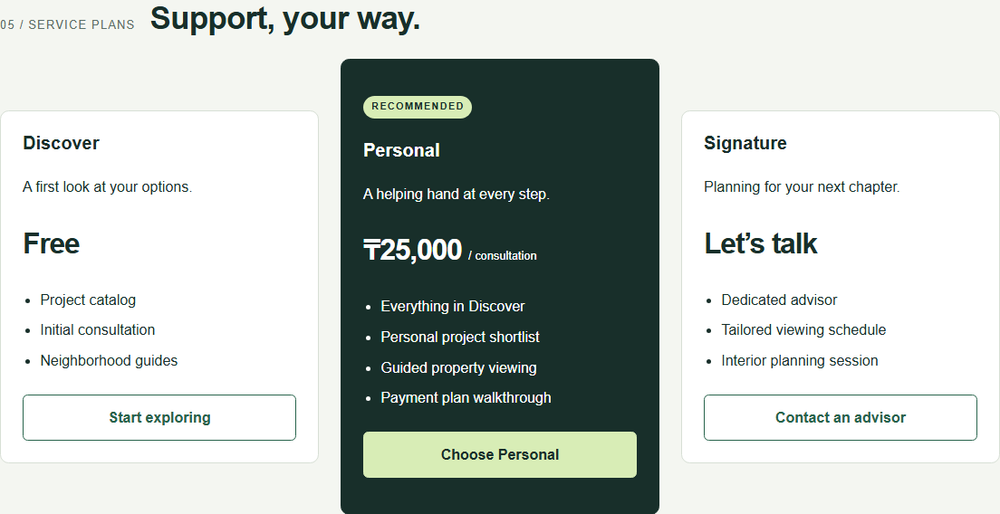 05 / SERVICE PLANS Support, your way.
Discover
A first look at your options.
Free
Project catalog
Initial consultation
Neighborhood guides
Start exploring
RECOMMENDED
Personal
A helping hand at every step.
₸25,000 / consultation
Everything in Discover
Personal project shortlist
Guided property viewing
Payment plan walkthrough
Choose Personal
Signature
Planning for your next chapter.
Let’s talk
Dedicated advisor
Tailored viewing schedule
Interior planning session
Contact an advisor